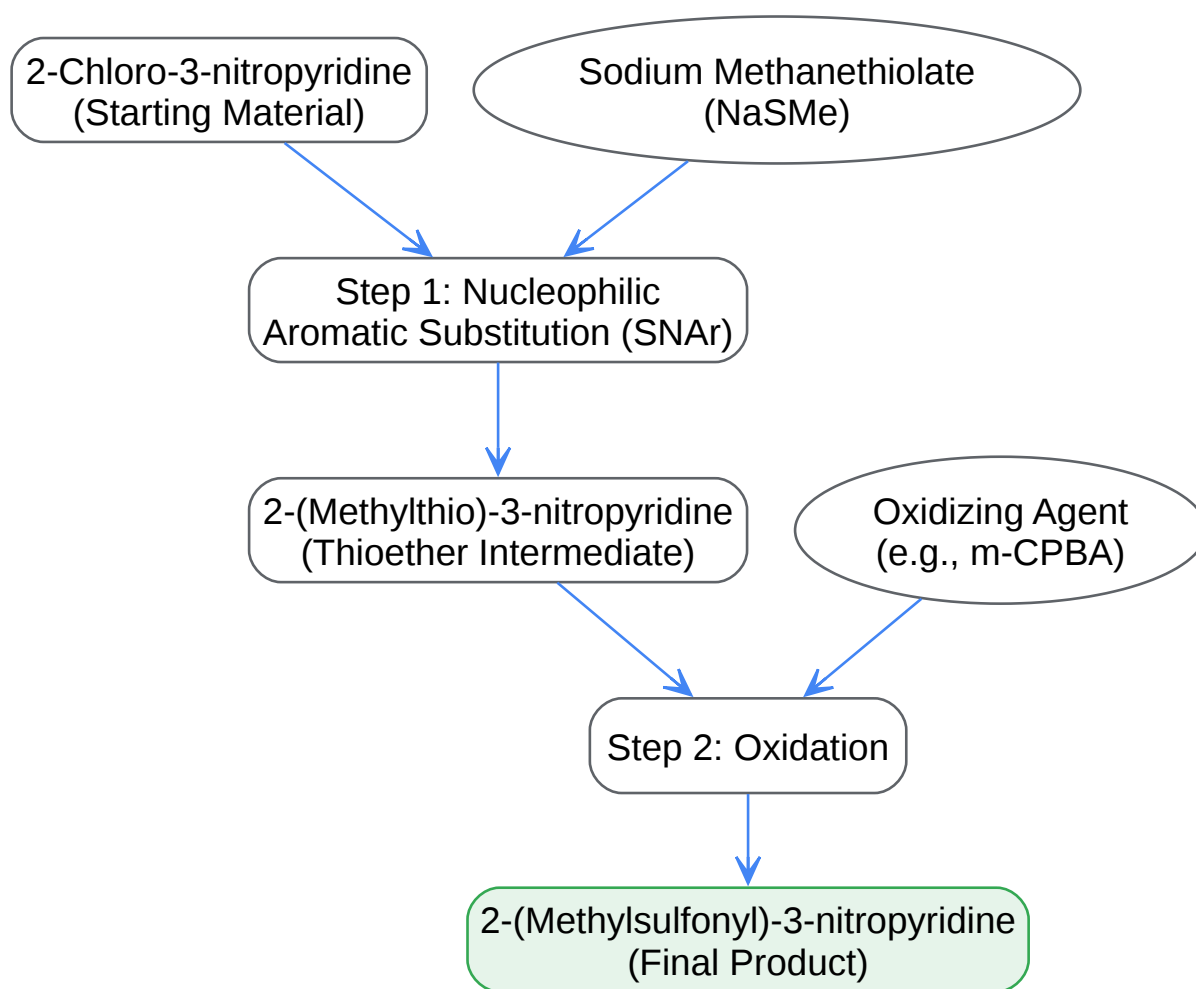 2-Chloro-3-nitropyridine
(Starting Material)
Sodium Methanethiolate
(NaSMe)
Step 1: Nucleophilic
Aromatic Substitution (SNAr)
2-(Methylthio)-3-nitropyridine
(Thioether Intermediate)
Oxidizing Agent
(e.g., m-CPBA)
Step 2: Oxidation
2-(Methylsulfonyl)-3-nitropyridine
(Final Product)